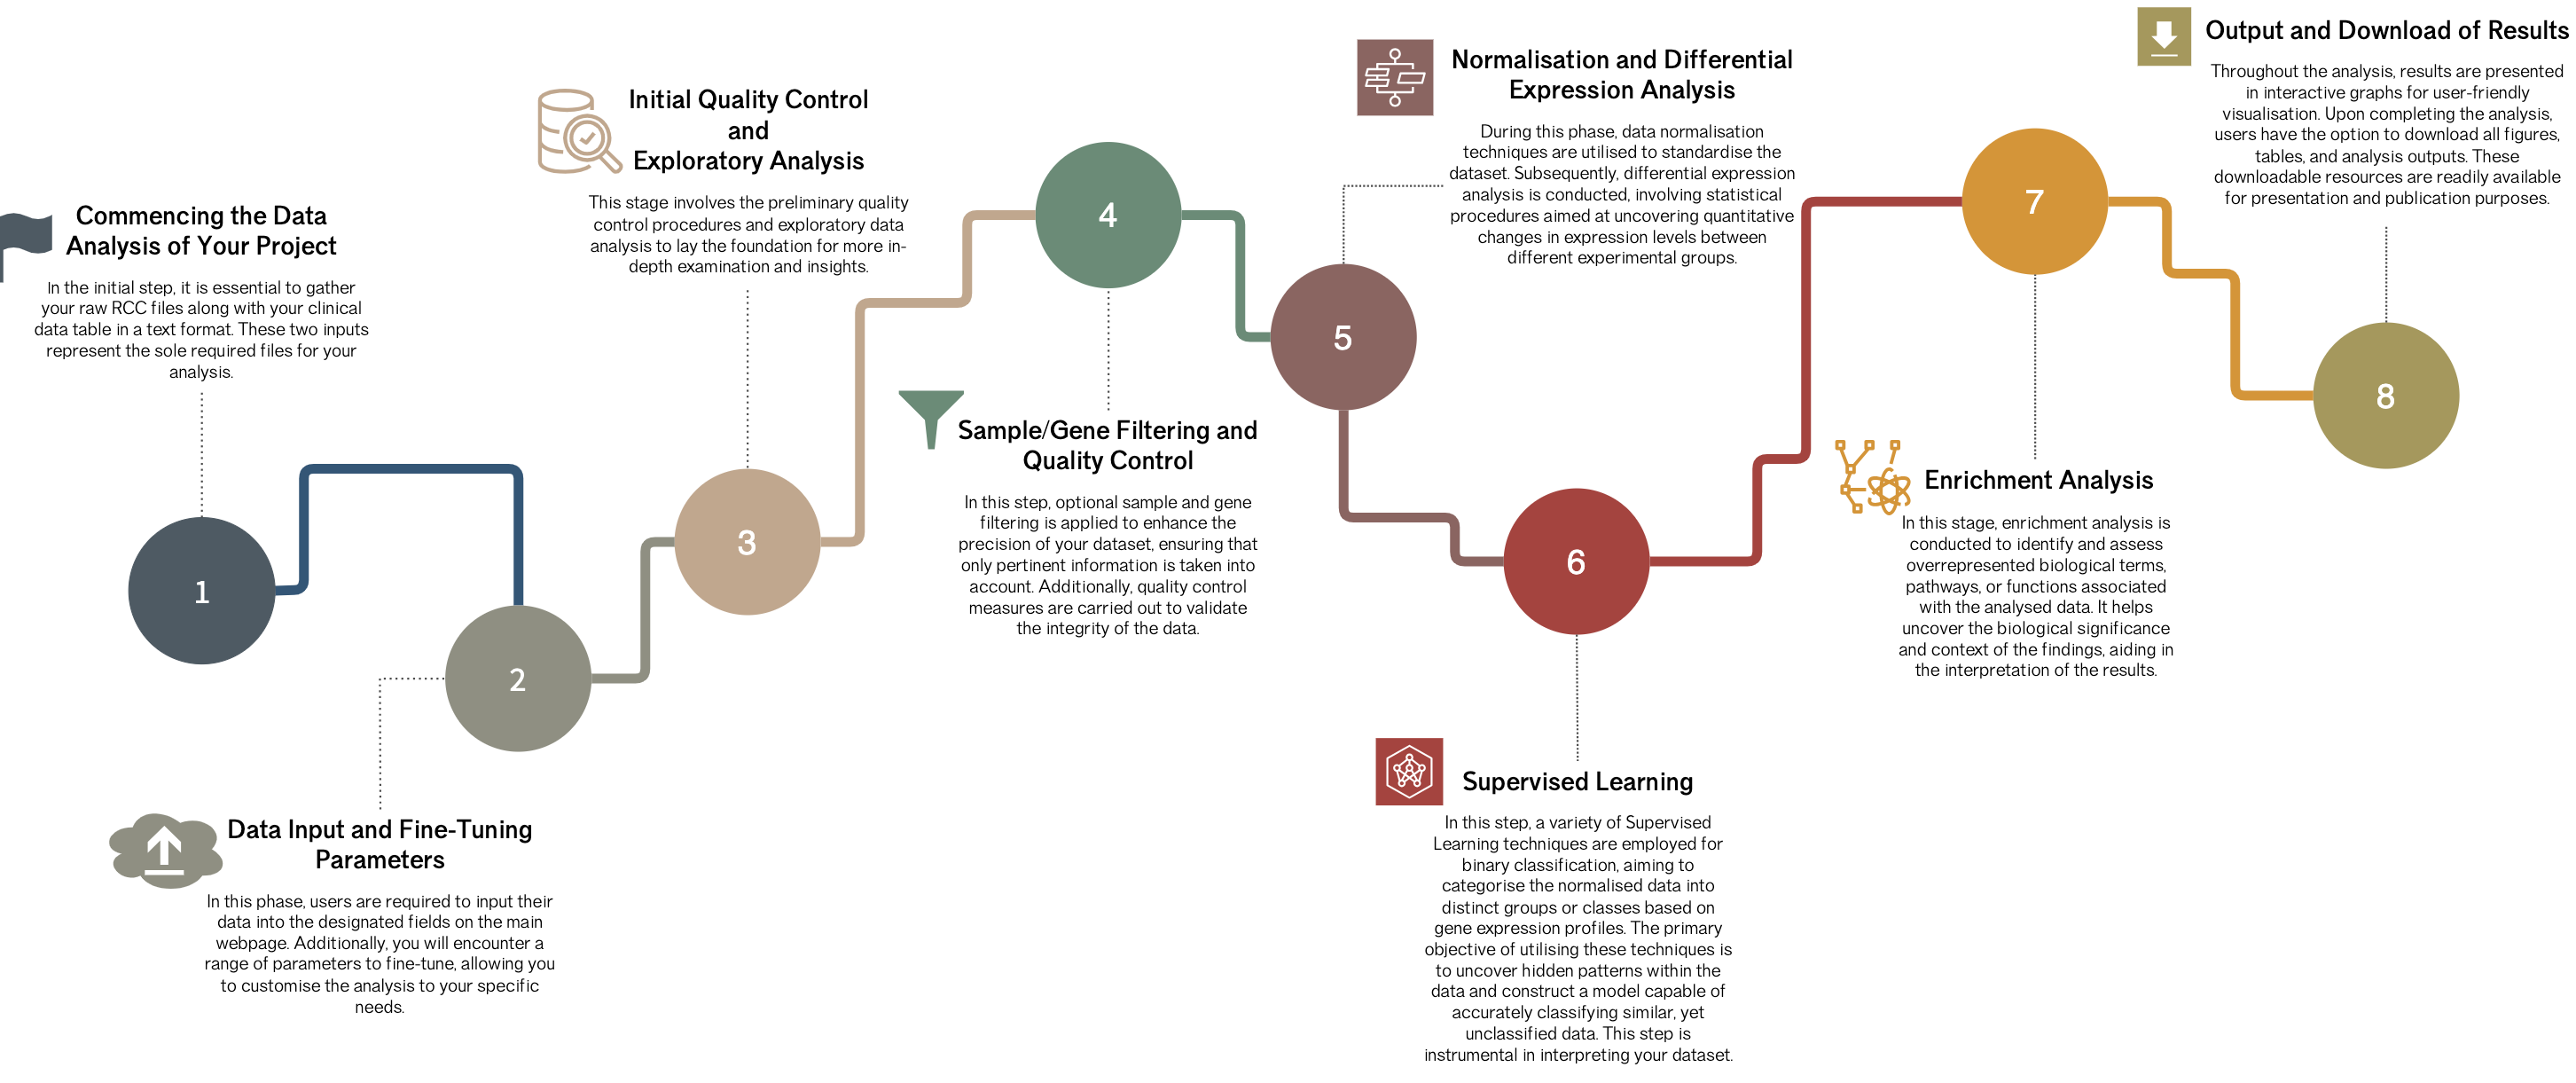 Commencing the Data
Analysis of Your Project
In the initial step, it is essential to gather
your raw RCC files along with your clinical
data table in a text format. These two inputs
represent the sole required files for your
analysis.
1
2
Data Input and Fine-Tuning
Parameters
In this phase, users are required to input their
data into the designated fields on the main
webpage. Additionally, you will encounter a
range of parameters to fine-tune, allowing you
to customise the analysis to your specific
needs.
Initial Quality Control
and
Exploratory Analysis
This stage involves the preliminary quality
control procedures and exploratory data
analysis to lay the foundation for more in-
depth examination and insights.
3
4
Sample/Gene Filtering and
Quality Control
In this step, optional sample and gene
filtering is applied to enhance the
precision of your dataset, ensuring that
only pertinent information is taken into
account. Additionally, quality control
measures are carried out to validate
the integrity of the data.
Normalisation and Differential
Expression Analysis
During this phase, data normalisation
techniques are utilised to standardise the
dataset. Subsequently, differential expression
analysis is conducted, involving statistical
procedures aimed at uncovering quantitative
changes in expression levels between
different experimental groups.
5
6
Supervised Learning
In this step, a variety of Supervised
Learning techniques are employed for
binary classification, aiming to
categorise the normalised data into
distinct groups or classes based on
gene expression profiles. The primary
objective of utilising these techniques is
to uncover hidden patterns within the
data and construct a model capable of
accurately classifying similar, yet
unclassified data. This step is
instrumental in interpreting your dataset.
7
Enrichment Analysis
In this stage, enrichment analysis is
conducted to identify and assess
overrepresented biological terms,
pathways, or functions associated
with the analysed data. It helps
uncover the biological significance
and context of the findings, aiding in
the interpretation of the results.
Output and Download of Results
Throughout the analysis, results are presented
in interactive graphs for user-friendly
visualisation. Upon completing the analysis,
users have the option to download all figures,
tables, and analysis outputs. These
downloadable resources are readily available
for presentation and publication purposes.
8